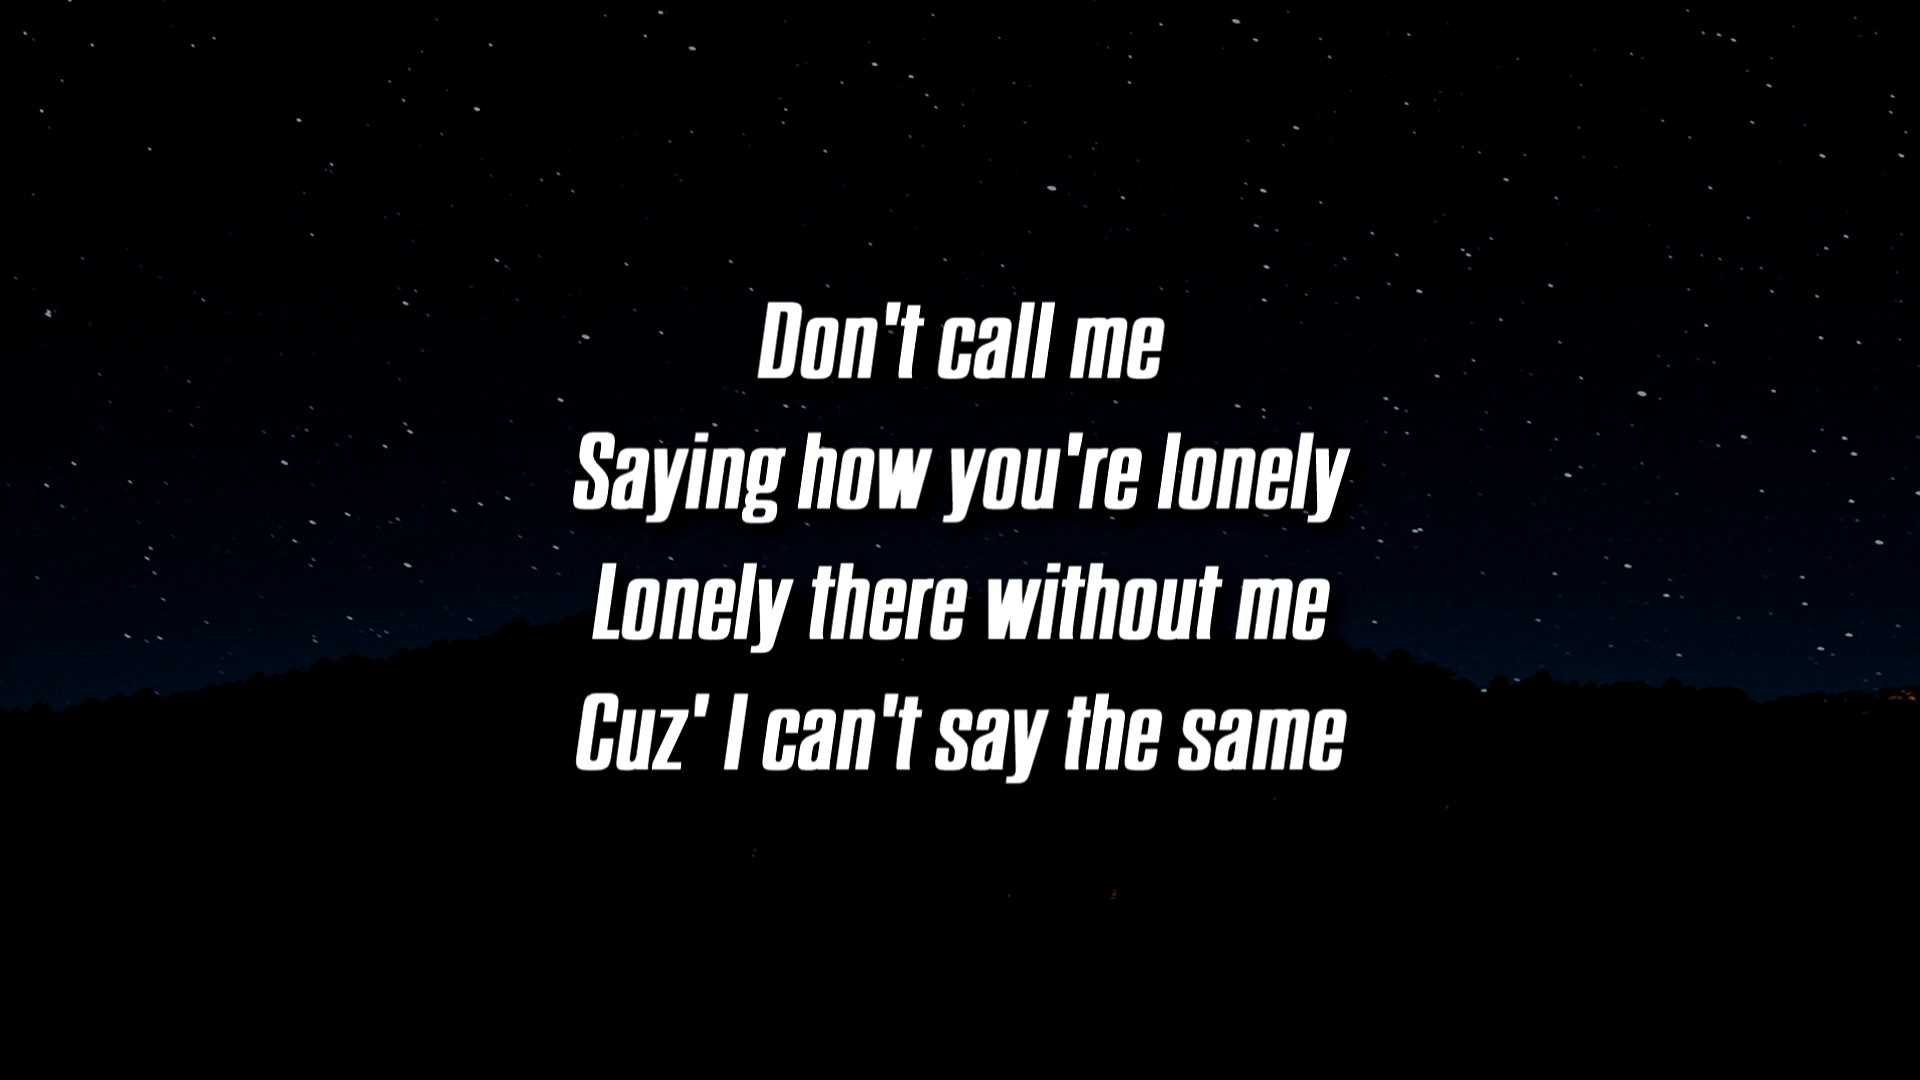 Don't call me
Saying how you're lonely
Lonely there without me
Cuz' I can't say the same